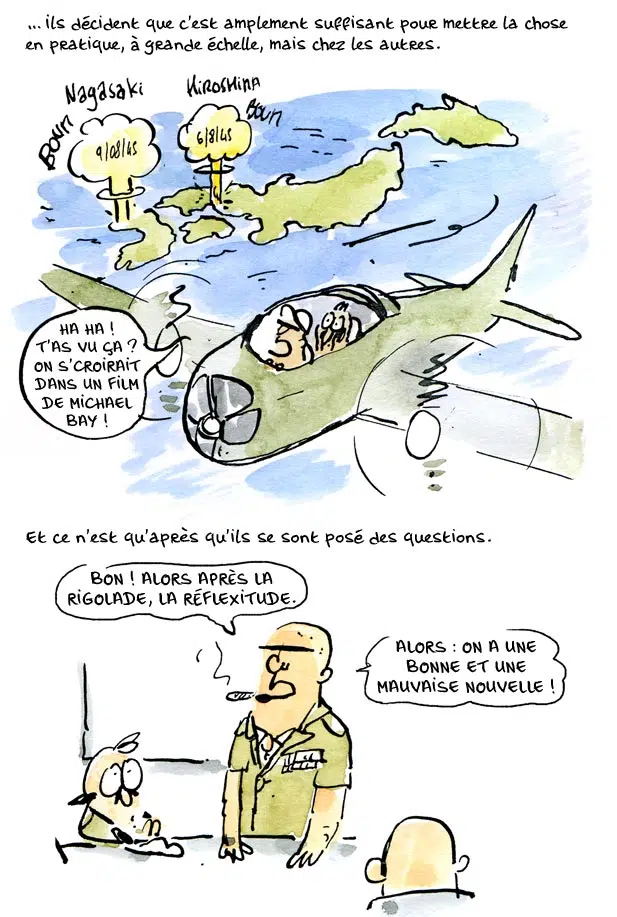 ... ils décident que c'est amplement suffisant pour mettre la chose
en pratique, à grande échelle, mais chez les autres.
Nagasaki
HIROSHIMA
BOUM
BOUM
9/08/45
6/8/45
HA HA !
T'AS VU ÇA ?
ON S'CROIRAIT
DANS UN FILM
DE MICHAEL
BAY !
Et ce n'est qu'après qu'ils se sont posé des questions.
BON ! ALORS APRÈS LA
RIGOLADE, LA RÉFLEXITUDE.
ALORS : ON A UNE
BONNE ET UNE
MAUVAISE NOUVELLE !